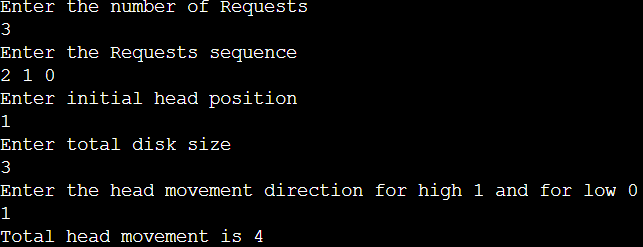 Enter the number of Requests
3
Enter the Requests sequence
2 1 0
Enter initial head position
1
Enter total disk size
3
Enter the head movement direction for high 1 and for low 0
1
Total head movement is 4